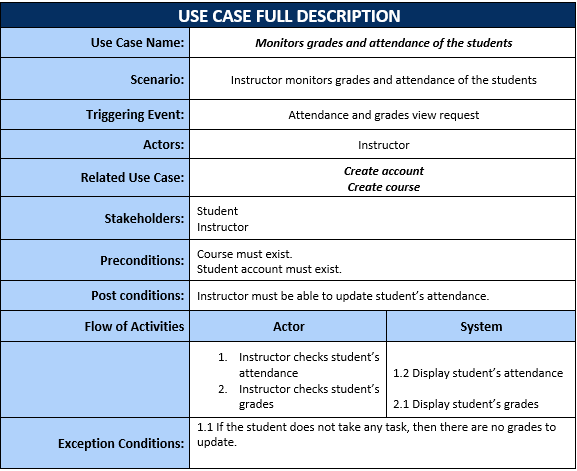 USE CASE FULL DESCRIPTION
Use Case Name: Monitors grades and attendance of the students
Scenario: Instructor monitors grades and attendance of the students
Triggering Event: Attendance and grades view request
Actors: Instructor
Related Use Case: Create account
Create course
Stakeholders: Student
Instructor
Preconditions: Course must exist.
Student account must exist.
Post conditions: Instructor must be able to update student's attendance.
Flow of Activities Actor System
1. Instructor checks student's
attendance
2. Instructor checks student's
grades
1.2 Display student's attendance
2.1 Display student's grades
Exception Conditions: 1.1 If the student does not take any task, then there are no grades to
update.